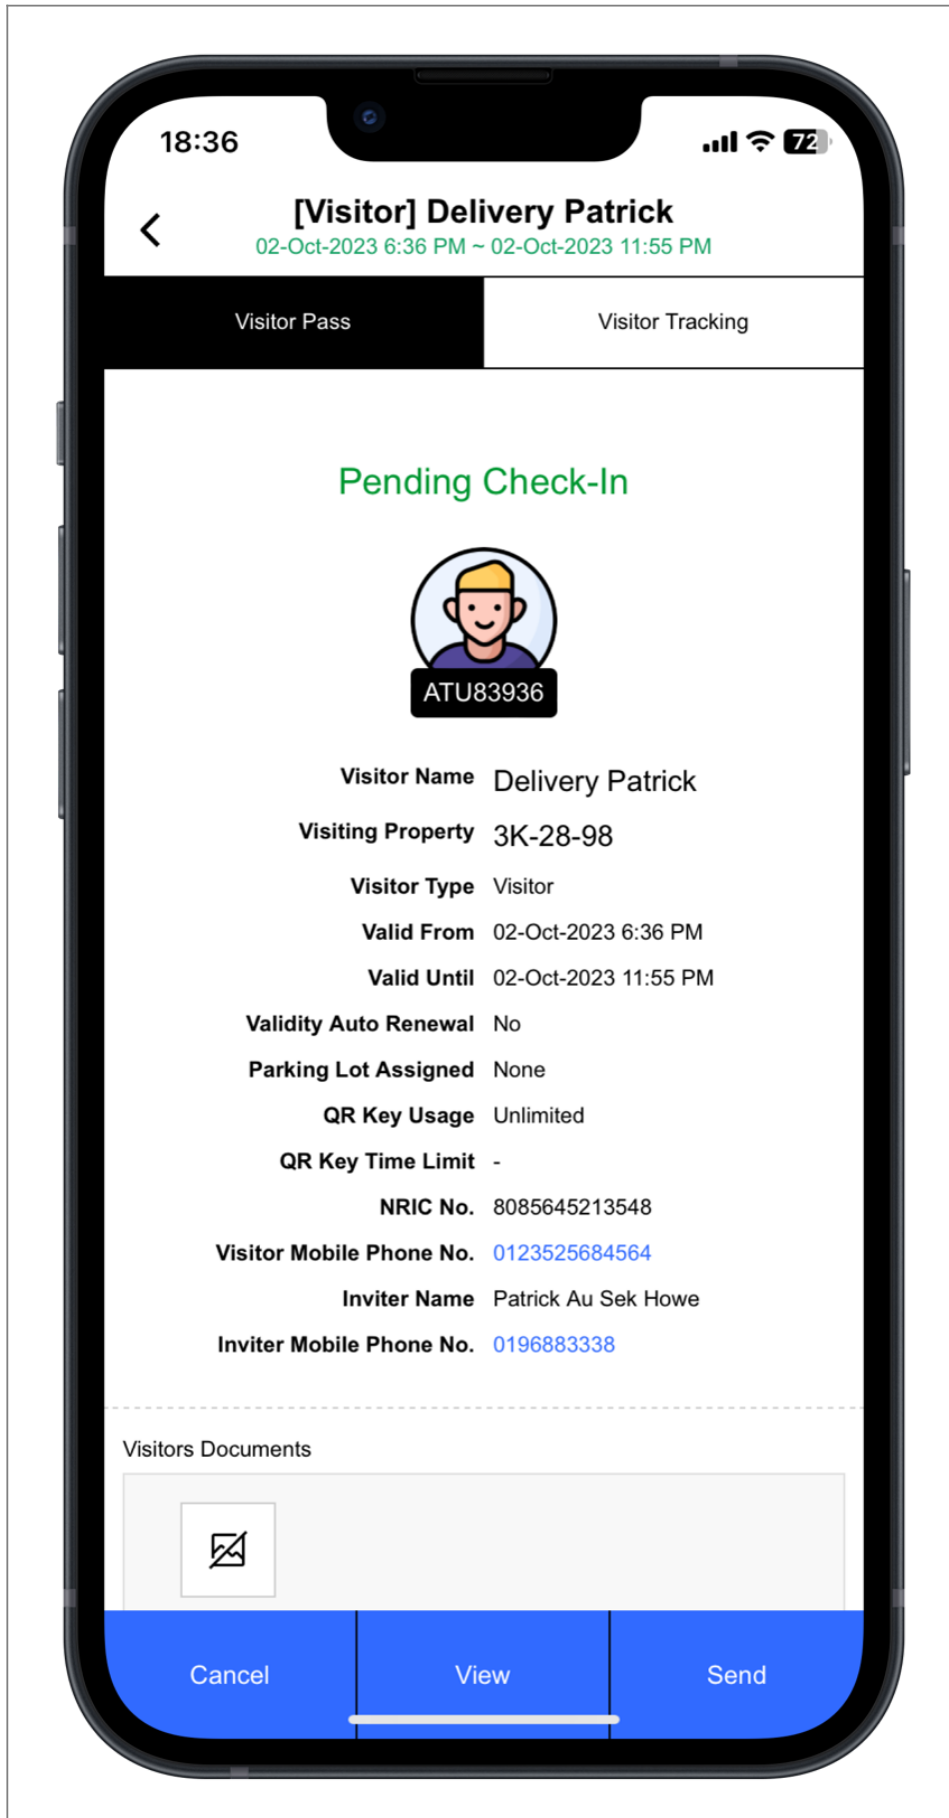 18:36
72
[Visitor] Delivery Patrick
02-Oct-2023 6:36 PM ~ 02-Oct-2023 11:55 PM
Visitor Pass
Visitor Tracking
Pending Check-In
ATU83936
Visitor Name Delivery Patrick
Visiting Property 3K-28-98
Visitor Type Visitor
Valid From 02-Oct-2023 6:36 PM
Valid Until 02-Oct-2023 11:55 PM
Validity Auto Renewal No
Parking Lot Assigned None
QR Key Usage Unlimited
QR Key Time Limit -
NRIC No. 8085645213548
Visitor Mobile Phone No. 0123525684564
Inviter Name Patrick Au Sek Howe
Inviter Mobile Phone No. 0196883338
Visitors Documents
Cancel
View
Send